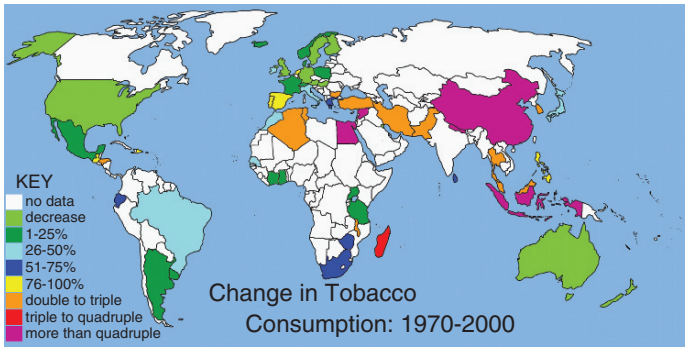 KEY
no data
decrease
1-25%
26-50%
51-75%
76-100%
double to triple
triple to quadruple
more than quadruple
Change in Tobacco
Consumption: 1970-2000